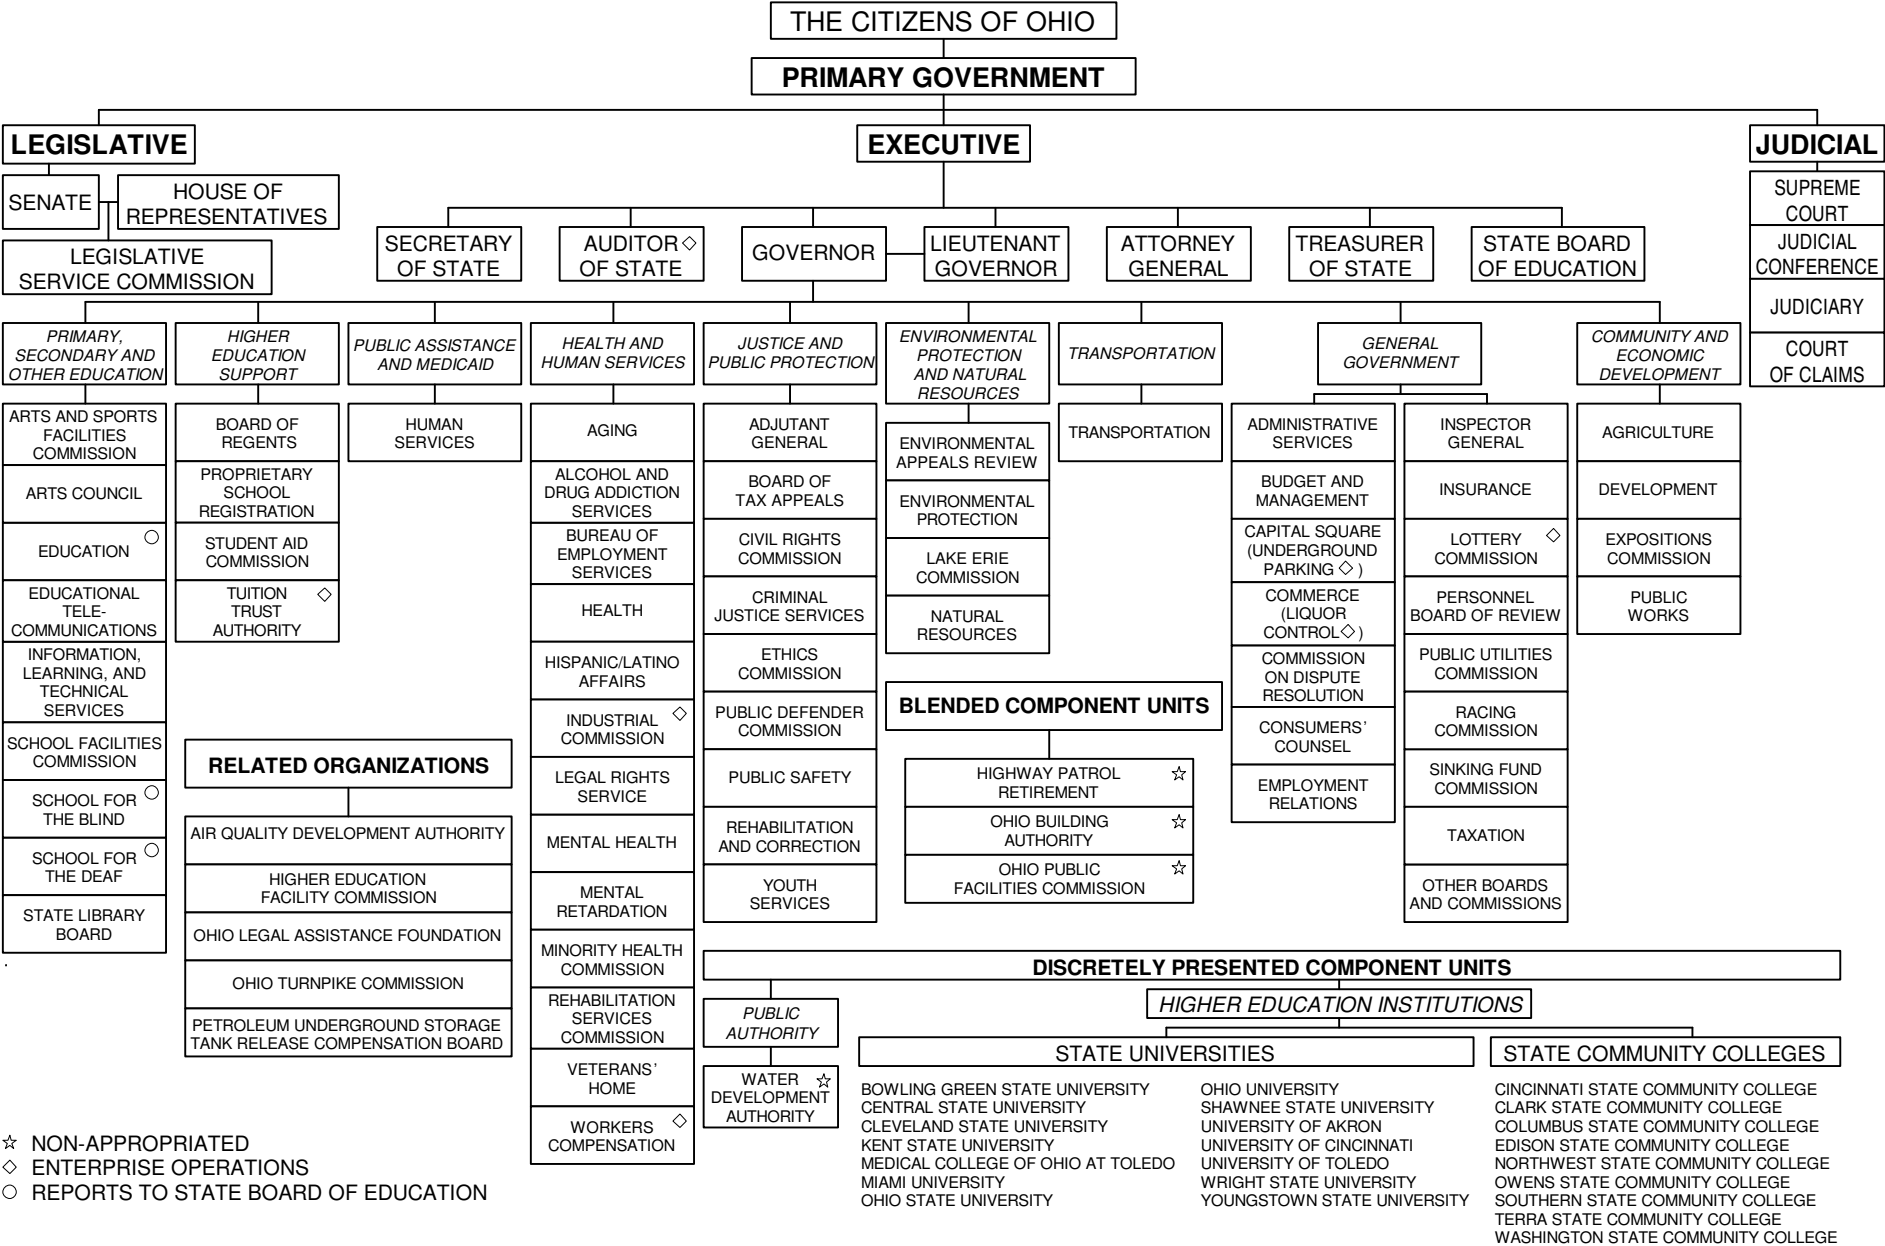 THE CITIZENS OF OHIO
PRIMARY GOVERNMENT
LEGISLATIVE
EXECUTIVE
JUDICIAL
SENATE
HOUSE OF
REPRESENTATIVES
LEGISLATIVE
SERVICE COMMISSION
SECRETARY
OF STATE
AUDITOR ◇
OF STATE
GOVERNOR
LIEUTENANT
GOVERNOR
ATTORNEY
GENERAL
TREASURER
OF STATE
STATE BOARD
OF EDUCATION
SUPREME
COURT
JUDICIAL
CONFERENCE
JUDICIARY
COURT
OF CLAIMS
PRIMARY,
SECONDARY AND
OTHER EDUCATION
ARTS AND SPORTS
FACILITIES
COMMISSION
ARTS COUNCIL
EDUCATION ○
EDUCATIONAL
TELE-
COMMUNICATIONS
INFORMATION,
LEARNING, AND
TECHNICAL
SERVICES
SCHOOL FACILITIES
COMMISSION
SCHOOL FOR ○
THE BLIND
SCHOOL FOR ○
THE DEAF
STATE LIBRARY
BOARD
.
HIGHER
EDUCATION
SUPPORT
BOARD OF
REGENTS
PROPRIETARY
SCHOOL
REGISTRATION
STUDENT AID
COMMISSION
TUITION ◇
TRUST
AUTHORITY
PUBLIC ASSISTANCE
AND MEDICAID
HUMAN
SERVICES
HEALTH AND
HUMAN SERVICES
AGING
ALCOHOL AND
DRUG ADDICTION
SERVICES
BUREAU OF
EMPLOYMENT
SERVICES
HEALTH
HISPANIC/LATINO
AFFAIRS
INDUSTRIAL ◇
COMMISSION
LEGAL RIGHTS
SERVICE
MENTAL HEALTH
MENTAL
RETARDATION
MINORITY HEALTH
COMMISSION
REHABILITATION
SERVICES
COMMISSION
VETERANS’
HOME
WORKERS ◇
COMPENSATION
JUSTICE AND
PUBLIC PROTECTION
ADJUTANT
GENERAL
BOARD OF
TAX APPEALS
CIVIL RIGHTS
COMMISSION
CRIMINAL
JUSTICE SERVICES
ETHICS
COMMISSION
PUBLIC DEFENDER
COMMISSION
PUBLIC SAFETY
REHABILITATION
AND CORRECTION
YOUTH
SERVICES
ENVIRONMENTAL
PROTECTION
AND NATURAL
RESOURCES
ENVIRONMENTAL
APPEALS REVIEW
ENVIRONMENTAL
PROTECTION
LAKE ERIE
COMMISSION
NATURAL
RESOURCES
TRANSPORTATION
TRANSPORTATION
GENERAL
GOVERNMENT
ADMINISTRATIVE
SERVICES
BUDGET AND
MANAGEMENT
CAPITAL SQUARE
(UNDERGROUND
PARKING ◇ )
COMMERCE
(LIQUOR
CONTROL◇ )
COMMISSION
ON DISPUTE
RESOLUTION
CONSUMERS’
COUNSEL
EMPLOYMENT
RELATIONS
INSPECTOR
GENERAL
INSURANCE
LOTTERY ◇
COMMISSION
PERSONNEL
BOARD OF REVIEW
PUBLIC UTILITIES
COMMISSION
RACING
COMMISSION
SINKING FUND
COMMISSION
TAXATION
OTHER BOARDS
AND COMMISSIONS
COMMUNITY AND
ECONOMIC
DEVELOPMENT
AGRICULTURE
DEVELOPMENT
EXPOSITIONS
COMMISSION
PUBLIC
WORKS
RELATED ORGANIZATIONS
AIR QUALITY DEVELOPMENT AUTHORITY
HIGHER EDUCATION
FACILITY COMMISSION
OHIO LEGAL ASSISTANCE FOUNDATION
OHIO TURNPIKE COMMISSION
PETROLEUM UNDERGROUND STORAGE
TANK RELEASE COMPENSATION BOARD
BLENDED COMPONENT UNITS
HIGHWAY PATROL ☆
RETIREMENT
OHIO BUILDING ☆
AUTHORITY
OHIO PUBLIC ☆
FACILITIES COMMISSION
DISCRETELY PRESENTED COMPONENT UNITS
PUBLIC
AUTHORITY
WATER ☆
DEVELOPMENT
AUTHORITY
HIGHER EDUCATION INSTITUTIONS
STATE UNIVERSITIES
BOWLING GREEN STATE UNIVERSITY
CENTRAL STATE UNIVERSITY
CLEVELAND STATE UNIVERSITY
KENT STATE UNIVERSITY
MEDICAL COLLEGE OF OHIO AT TOLEDO
MIAMI UNIVERSITY
OHIO STATE UNIVERSITY
OHIO UNIVERSITY
SHAWNEE STATE UNIVERSITY
UNIVERSITY OF AKRON
UNIVERSITY OF CINCINNATI
UNIVERSITY OF TOLEDO
WRIGHT STATE UNIVERSITY
YOUNGSTOWN STATE UNIVERSITY
STATE COMMUNITY COLLEGES
CINCINNATI STATE COMMUNITY COLLEGE
CLARK STATE COMMUNITY COLLEGE
COLUMBUS STATE COMMUNITY COLLEGE
EDISON STATE COMMUNITY COLLEGE
NORTHWEST STATE COMMUNITY COLLEGE
OWENS STATE COMMUNITY COLLEGE
SOUTHERN STATE COMMUNITY COLLEGE
TERRA STATE COMMUNITY COLLEGE
WASHINGTON STATE COMMUNITY COLLEGE
☆ NON-APPROPRIATED
◇ ENTERPRISE OPERATIONS
○ REPORTS TO STATE BOARD OF EDUCATION